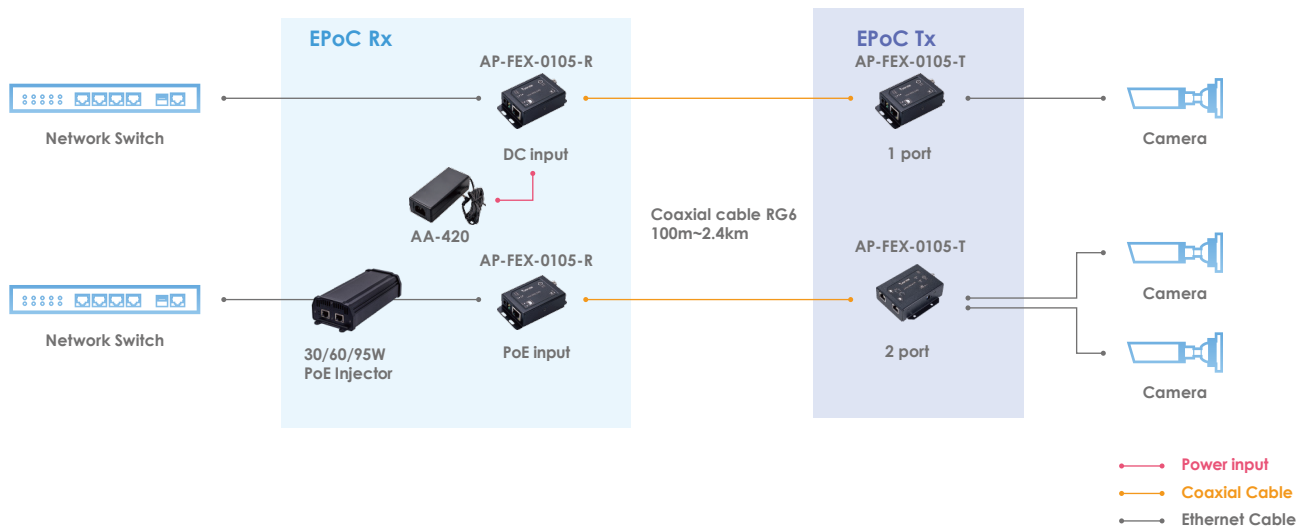 EPoC Rx
EPoC Tx
AP-FEX-0105-R
AP-FEX-0105-T
Network Switch
DC input
1 port
Camera
AA-420
Coaxial cable RG6
100m~2.4km
AP-FEX-0105-R
AP-FEX-0105-T
Camera
Network Switch
30/60/95W
PoE Injector
PoE input
2 port
Camera
Power input
Coaxial Cable
Ethernet Cable